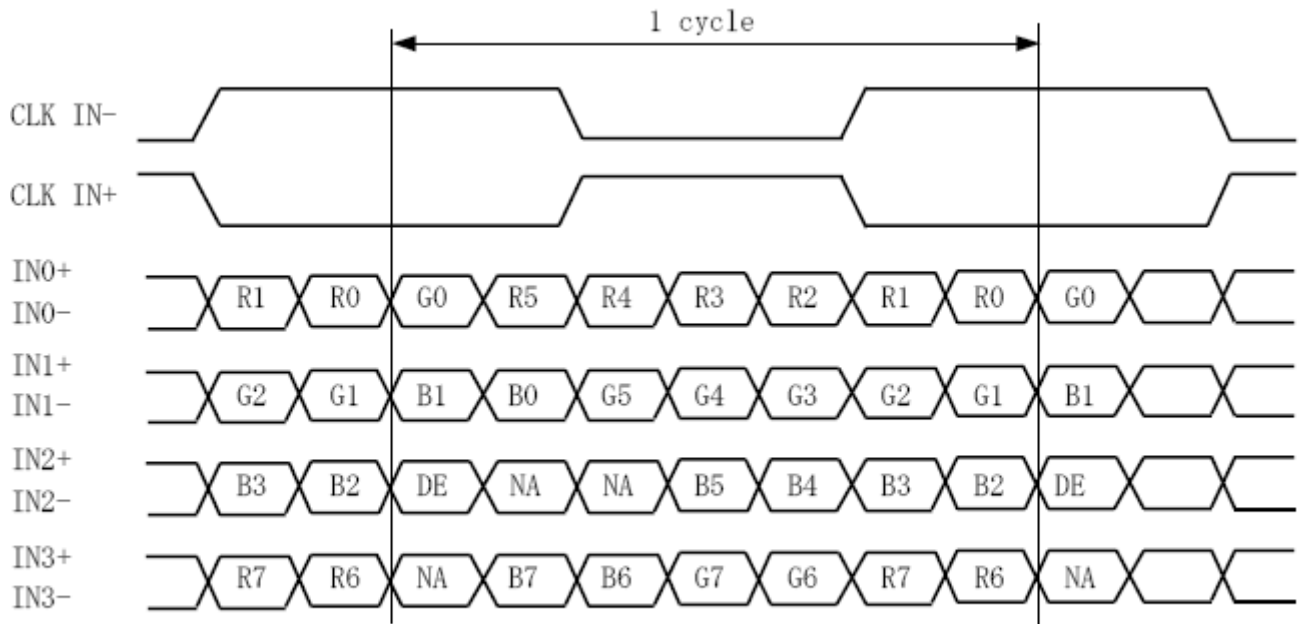 1 cycle
CLK IN-
CLK IN+
IN0+
R1 R0 G0 R5 R4 R3 R2 R1 R0 G0
IN0-
IN1+
G2 G1 B1 B0 G5 G4 G3 G2 G1 B1
IN1-
IN2+
B3 B2 DE NA NA B5 B4 B3 B2 DE
IN2-
IN3+
R7 R6 NA B7 B6 G7 G6 R7 R6 NA
IN3-